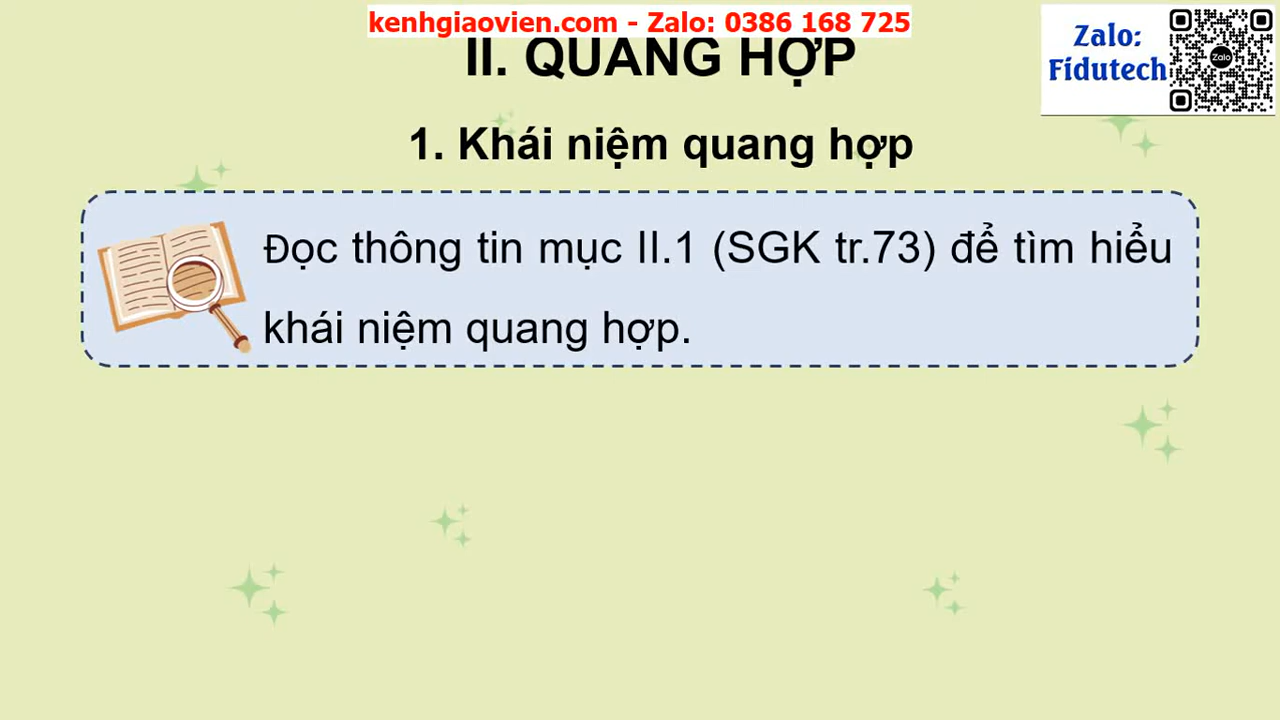 kenhgiaovien.com - Zalo: 0386 168 725
Zalo:
Fidutech
Zalo
II. QUANG HỢP
1. Khái niệm quang hợp
Đọc thông tin mục II.1 (SGK tr.73) để tìm hiểu
khái niệm quang hợp.